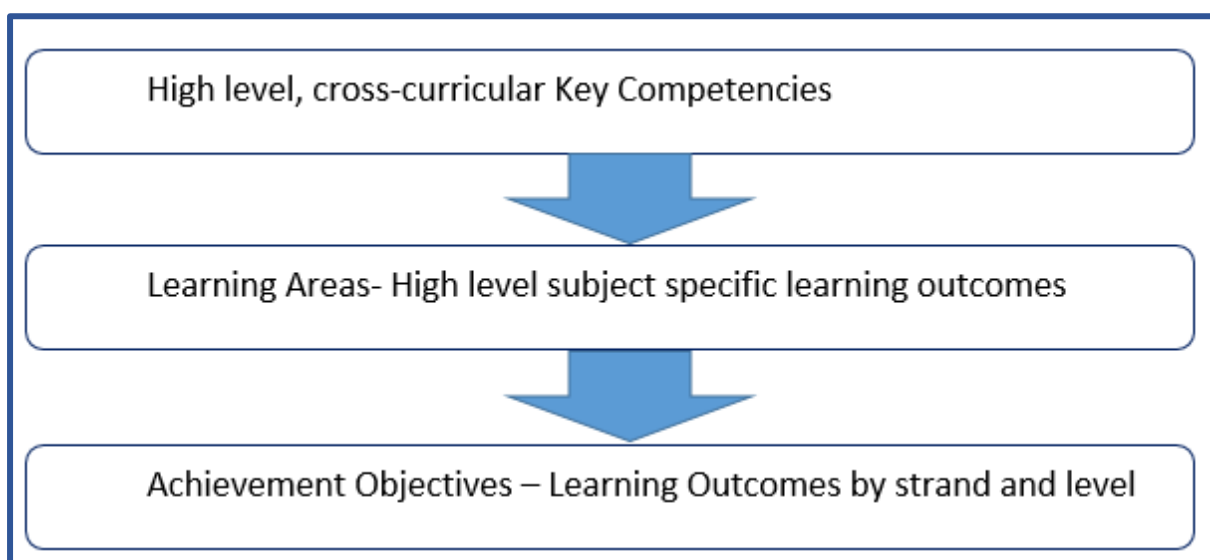 High level, cross-curricular Key Competencies
Learning Areas- High level subject specific learning outcomes
Achievement Objectives – Learning Outcomes by strand and level